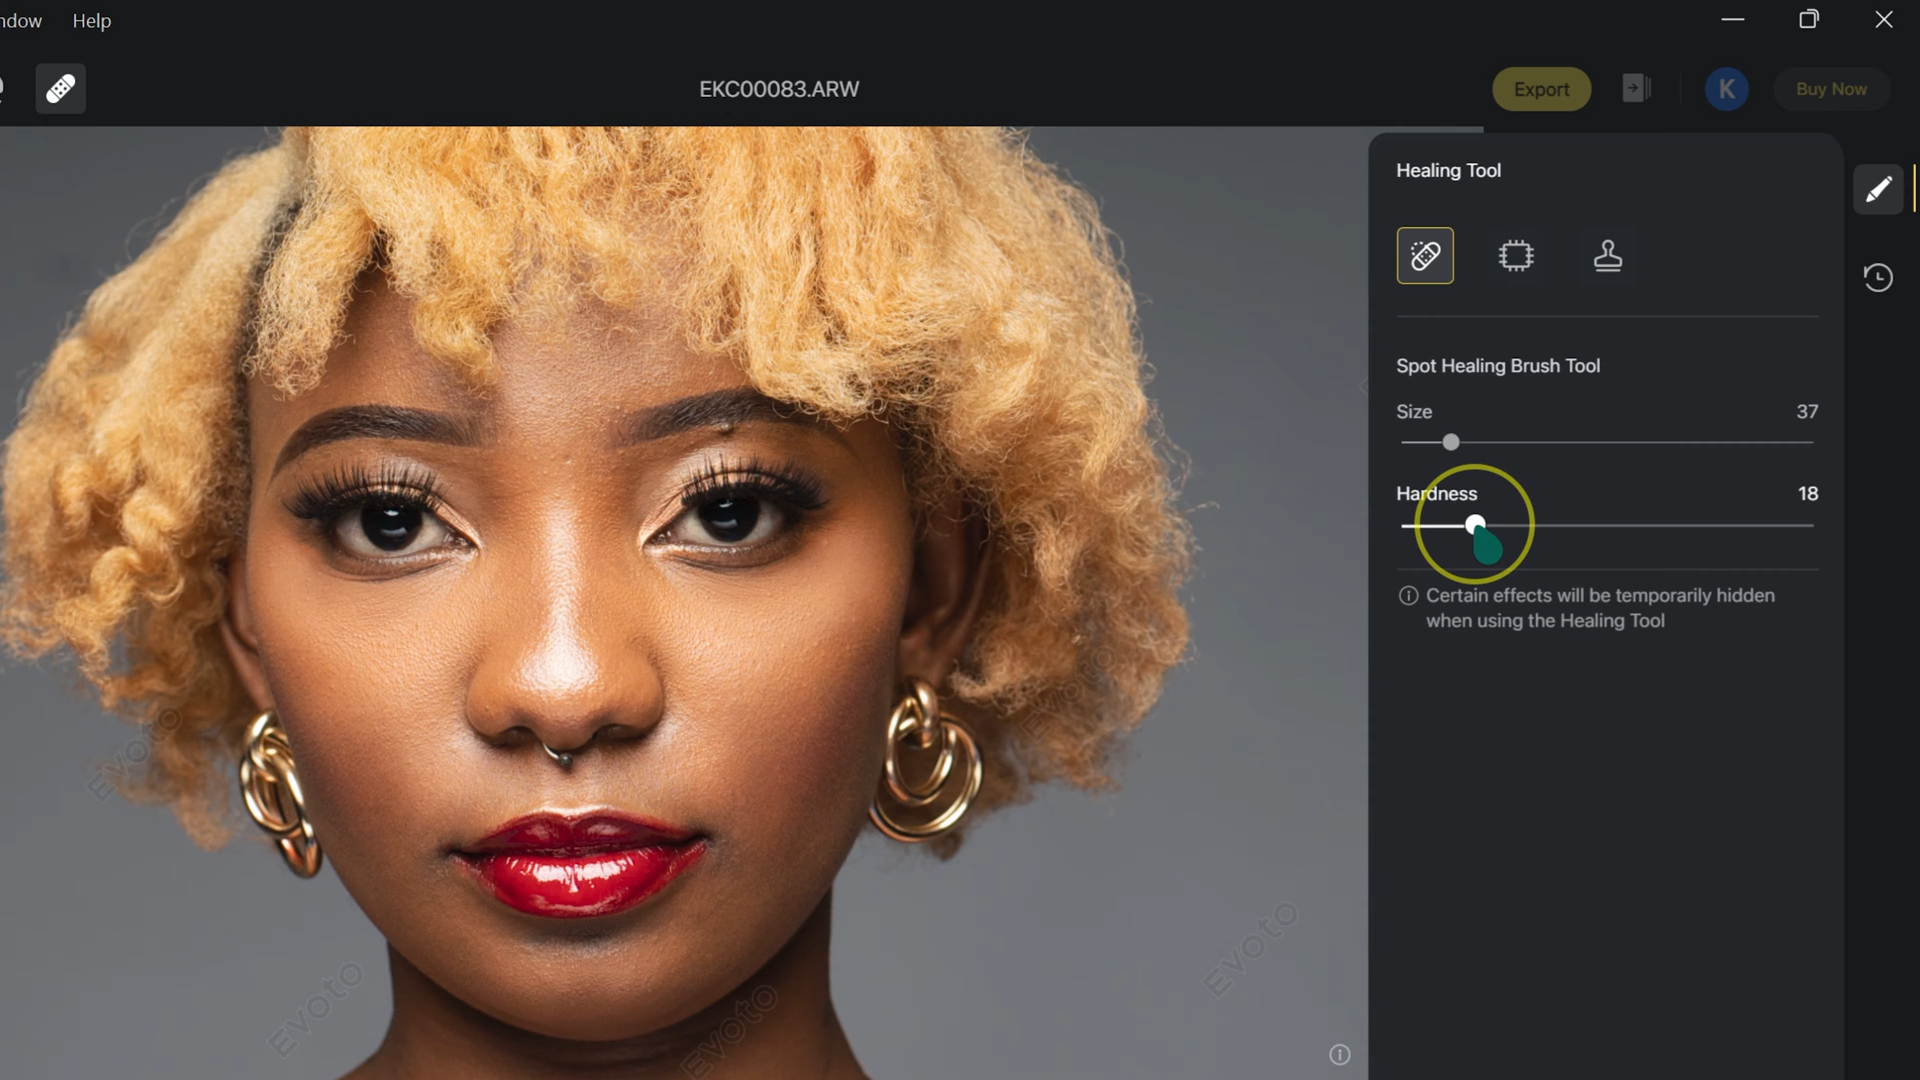 ndow Help
EKC00083.ARW
Export
K
Buy Now
Healing Tool
Spot Healing Brush Tool
Size 37
Hardness 18
Certain effects will be temporarily hidden
when using the Healing Tool
EVOTO
EVOTO
EVOTO
EVOTO
EVOTO